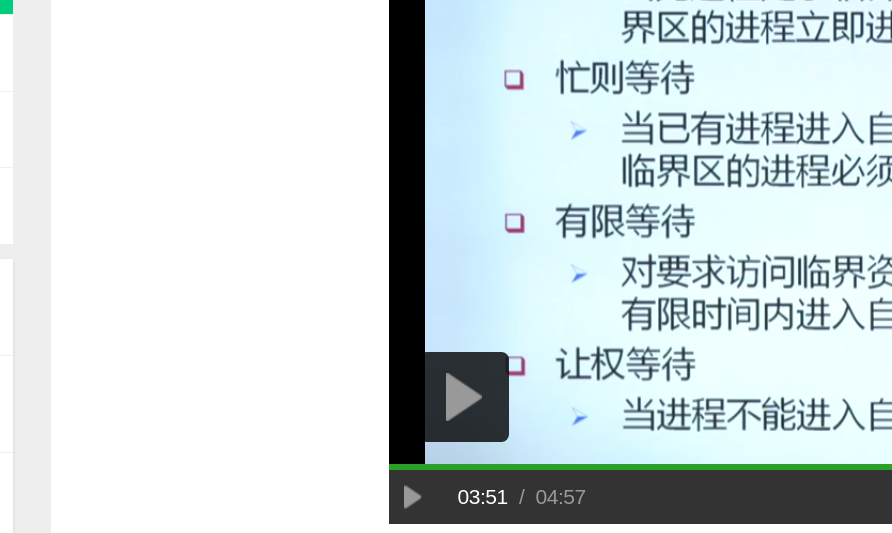 界区的进程立即进
忙则等待
当已有进程进入自
临界区的进程必须
有限等待
对要求访问临界资
有限时间内进入自
让权等待
当进程不能进入自
03:51 / 04:57